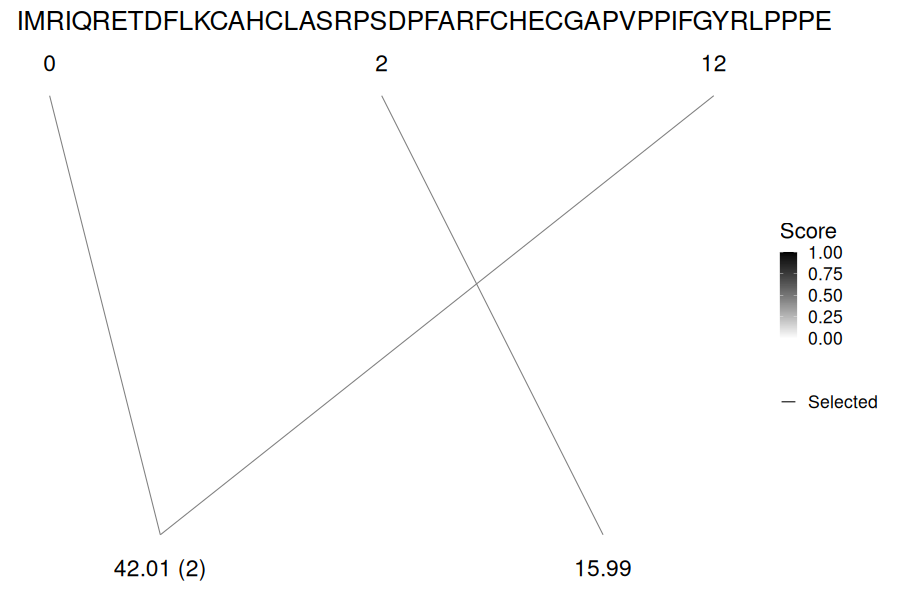 IMRIQRETDFLKCAHCLASRPSDPFARFCHECGAPVPPIFGYRLPPPE
0 2 12
Score
1.00
0.75
0.50
0.25
0.00
Selected
42.01 (2) 15.99